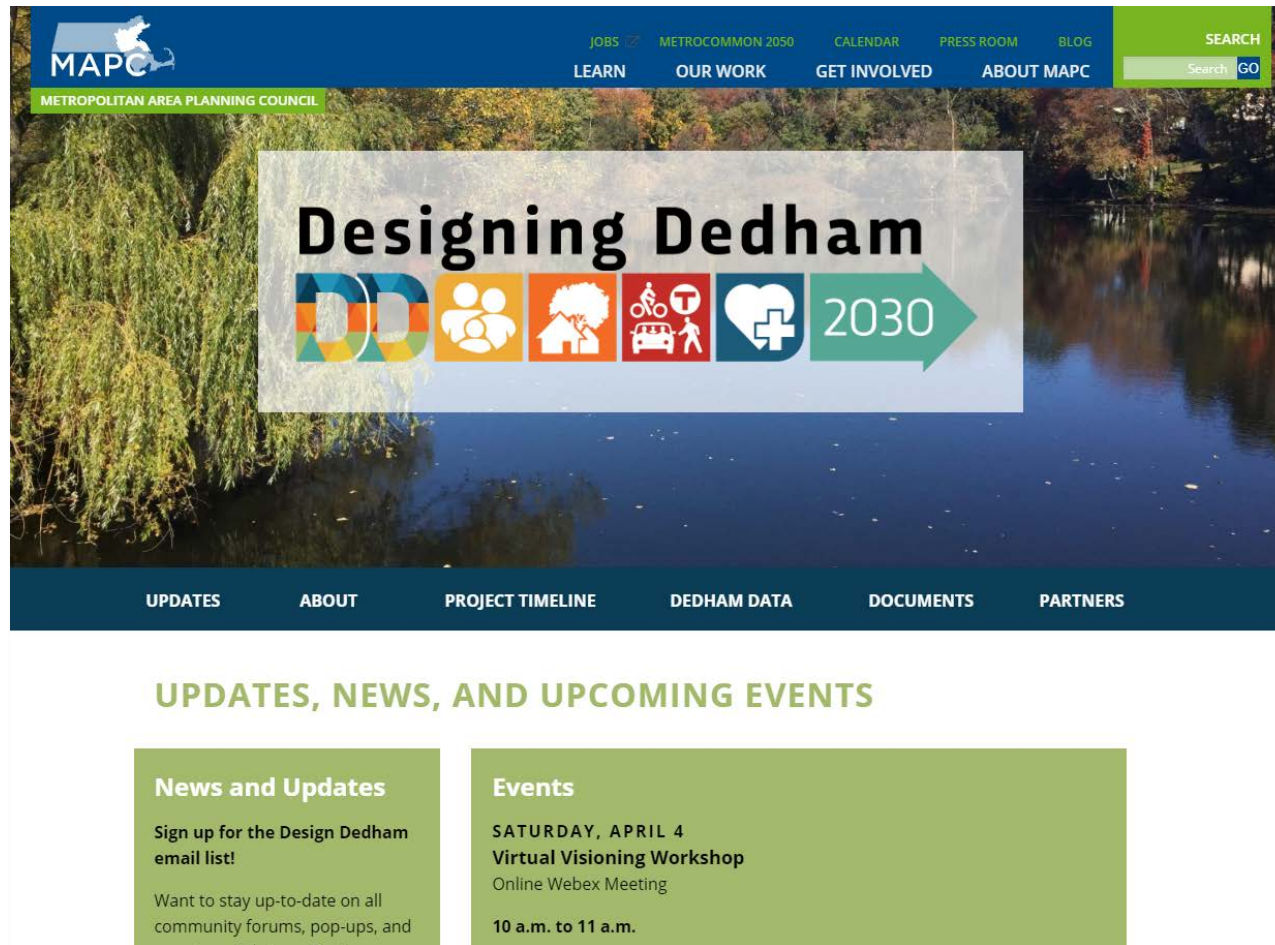 MAPC
METROPOLITAN AREA PLANNING COUNCIL
JOBS METROCOMMON 2050 CALENDAR PRESS ROOM BLOG
LEARN OUR WORK GET INVOLVED ABOUT MAPC
SEARCH
Search GO
Designing Dedham
DD T 2030
UPDATES ABOUT PROJECT TIMELINE DEDHAM DATA DOCUMENTS PARTNERS
UPDATES, NEWS, AND UPCOMING EVENTS
News and Updates
Sign up for the Design Dedham
email list!
Want to stay up-to-date on all
community forums, pop-ups, and
Events
SATURDAY, APRIL 4
Virtual Visioning Workshop
Online Webex Meeting
10 a.m. to 11 a.m.